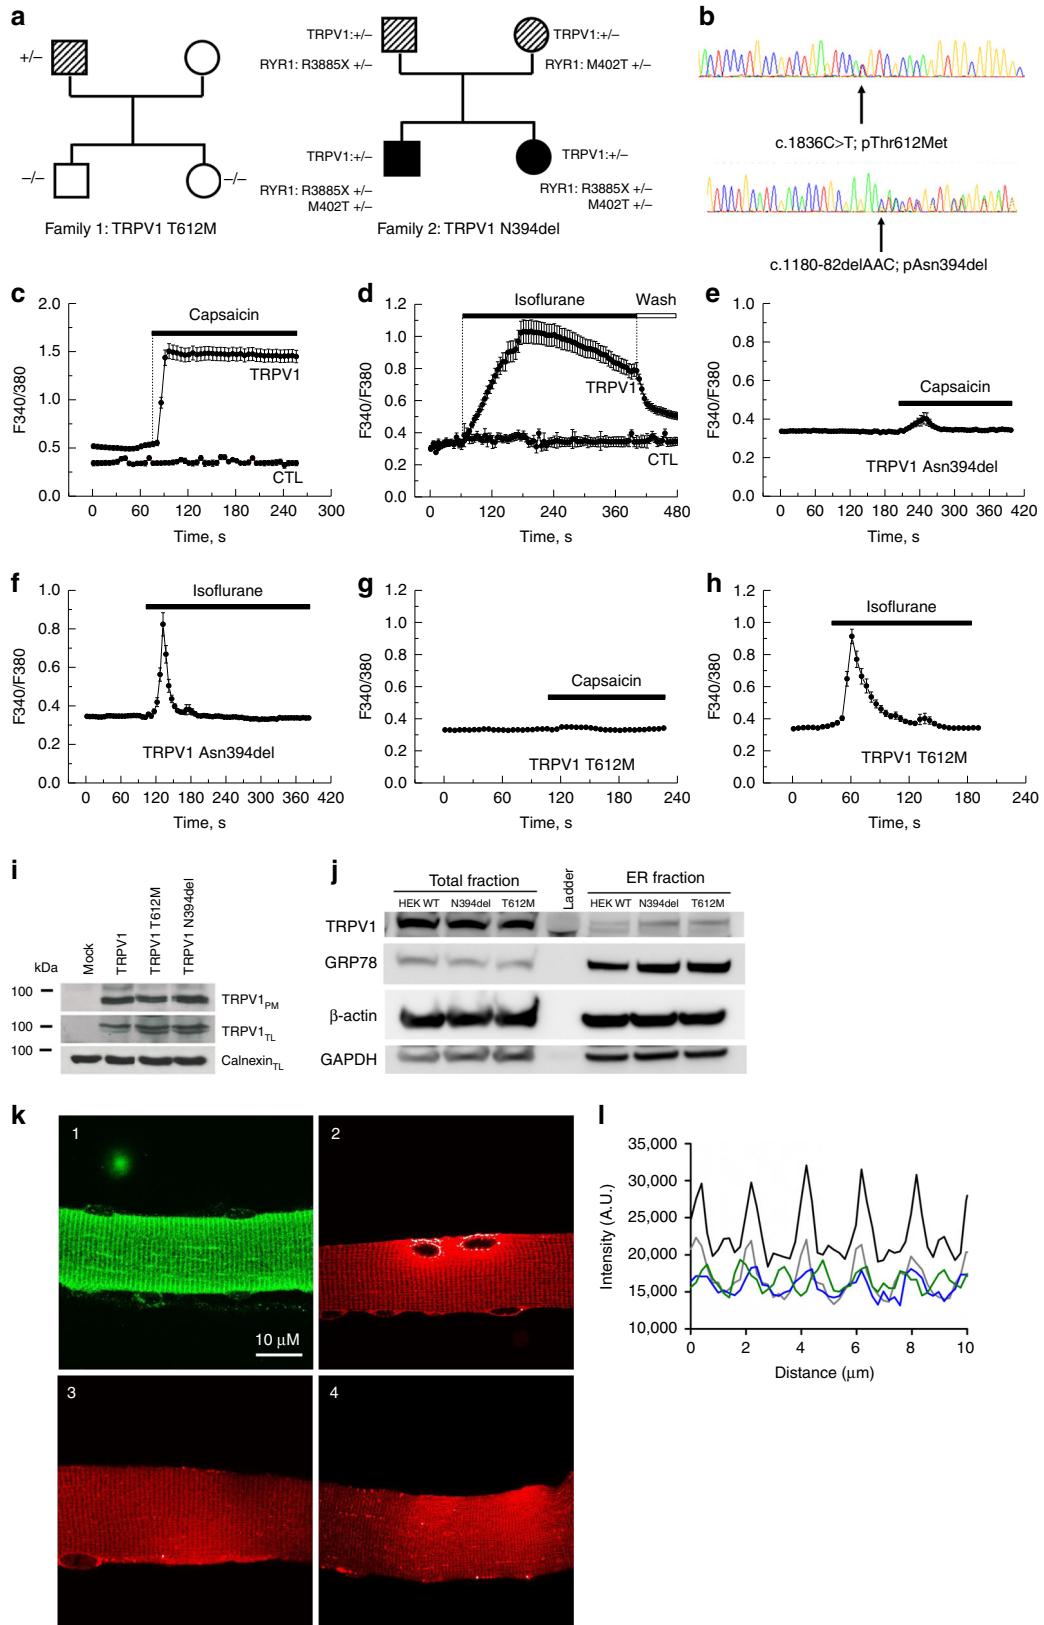 a
+/–
–/–
–/–
Family 1: TRPV1 T612M
TRPV1:+/–
RYR1: R3885X +/–
TRPV1:+/–
RYR1: M402T +/–
TRPV1:+/–
RYR1: R3885X +/–
M402T +/–
TRPV1:+/–
RYR1: R3885X +/–
M402T +/–
Family 2: TRPV1 N394del
b
c.1836C>T; pThr612Met
c.1180-82delAAC; pAsn394del
c
2.0
1.5
1.0
0.5
0.0
F340/380
Capsaicin
TRPV1
CTL
0 60 120 180 240 300
Time, s
d
1.2
1.0
0.8
0.6
0.4
0.2
0.0
F340/F380
Isoflurane
Wash
TRPV1
CTL
0 120 240 360 480
Time, s
e
1.0
0.8
0.6
0.4
0.2
0.0
F340/F380
Capsaicin
TRPV1 Asn394del
0 60 120 180 240 300 360 420
Time, s
f
1.0
0.8
0.6
0.4
0.2
0.0
F340/F380
Isoflurane
TRPV1 Asn394del
0 60 120 180 240 300 360 420
Time, s
g
1.2
1.0
0.8
0.6
0.4
0.2
0.0
F340/380
Capsaicin
TRPV1 T612M
0 60 120 180 240
Time, s
h
1.2
1.0
0.8
0.6
0.4
0.2
0.0
F340/380
Isoflurane
TRPV1 T612M
0 60 120 180 240
Time, s
i
kDa
Mock
TRPV1
TRPV1 T612M
TRPV1 N394del
100
TRPV1PM
100
TRPV1TL
100
CalnexinTL
j
Total fraction
Ladder
ER fraction
HEK WT N394del T612M
HEK WT N394del T612M
TRPV1
GRP78
β-actin
GAPDH
k
1
10 μM
2
3
4
l
35,000
30,000
25,000
20,000
15,000
10,000
Intensity (A.U.)
0 2 4 6 8 10
Distance (μm)